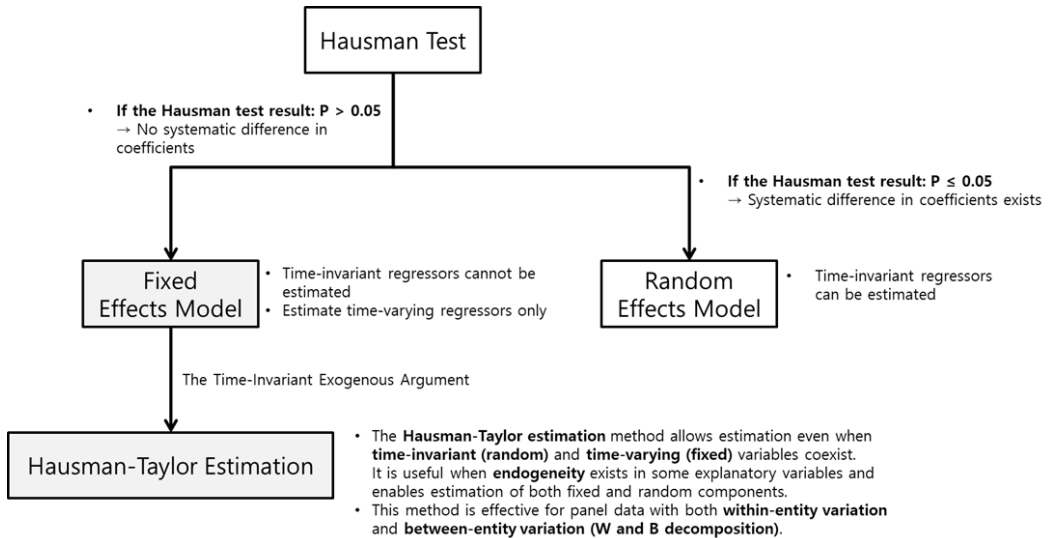 Hausman Test
• If the Hausman test result: P > 0.05
→ No systematic difference in
coefficients
• If the Hausman test result: P ≤ 0.05
→ Systematic difference in coefficients exists
Fixed
Effects Model
• Time-invariant regressors cannot be
estimated
• Estimate time-varying regressors only
Random
Effects Model
• Time-invariant regressors
can be estimated
The Time-Invariant Exogenous Argument
Hausman-Taylor Estimation
• The Hausman-Taylor estimation method allows estimation even when
time-invariant (random) and time-varying (fixed) variables coexist.
It is useful when endogeneity exists in some explanatory variables and
enables estimation of both fixed and random components.
• This method is effective for panel data with both within-entity variation
and between-entity variation (W and B decomposition).